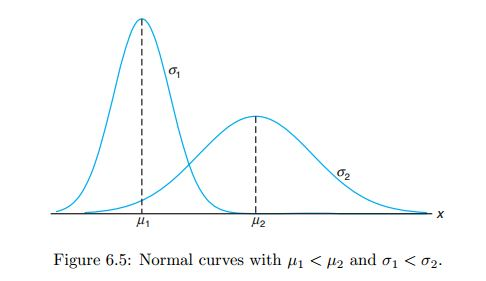 σ₁
σ₂
μ₁
μ₂
x
Figure 6.5: Normal curves with μ₁ < μ₂ and σ₁ < σ₂.